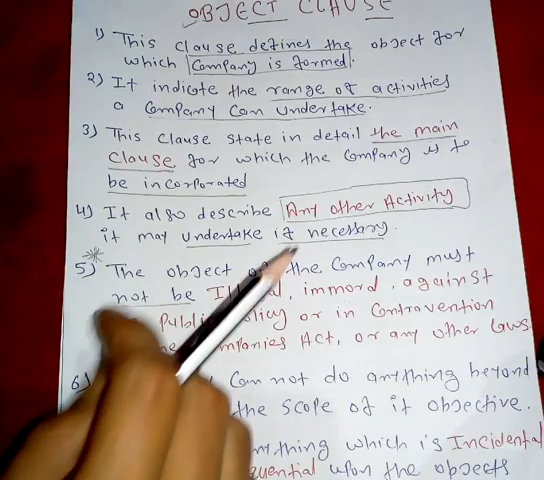 OBJECT CLAUSE
1) This clause defines the object for
which Company is formed.
2) It indicate the range of activities
a Company Can undertake.
3) This Clause state in detail the main
Clause for which the Company is to
be incorporated
4) It also describe Any other Activity
it may undertake if necessary.
5) The object the Company must
not be immoral, against
Public or in Contravention
Act, or any other Laws
6) Can not do anything beyond
the scope of it objective.
which is Incidental
upon the objects